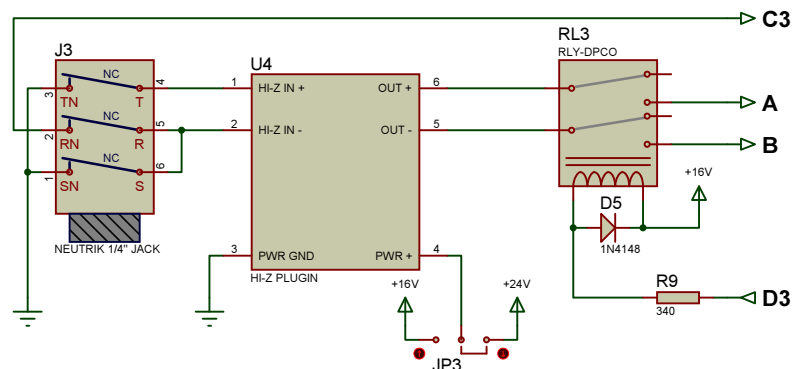 C3
J3
NC
3
4
TN
T
NC
2
5
RN
R
NC
1
6
SN
S
NEUTRIK 1/4" JACK
U4
1
HI-Z IN +
OUT +
6
2
HI-Z IN -
OUT -
5
3
PWR GND
PWR +
4
HI-Z PLUGIN
RL3
RLY-DPCO
A
B
+16V
D5
1N4148
R9
340
D3
+16V
+24V
JP3